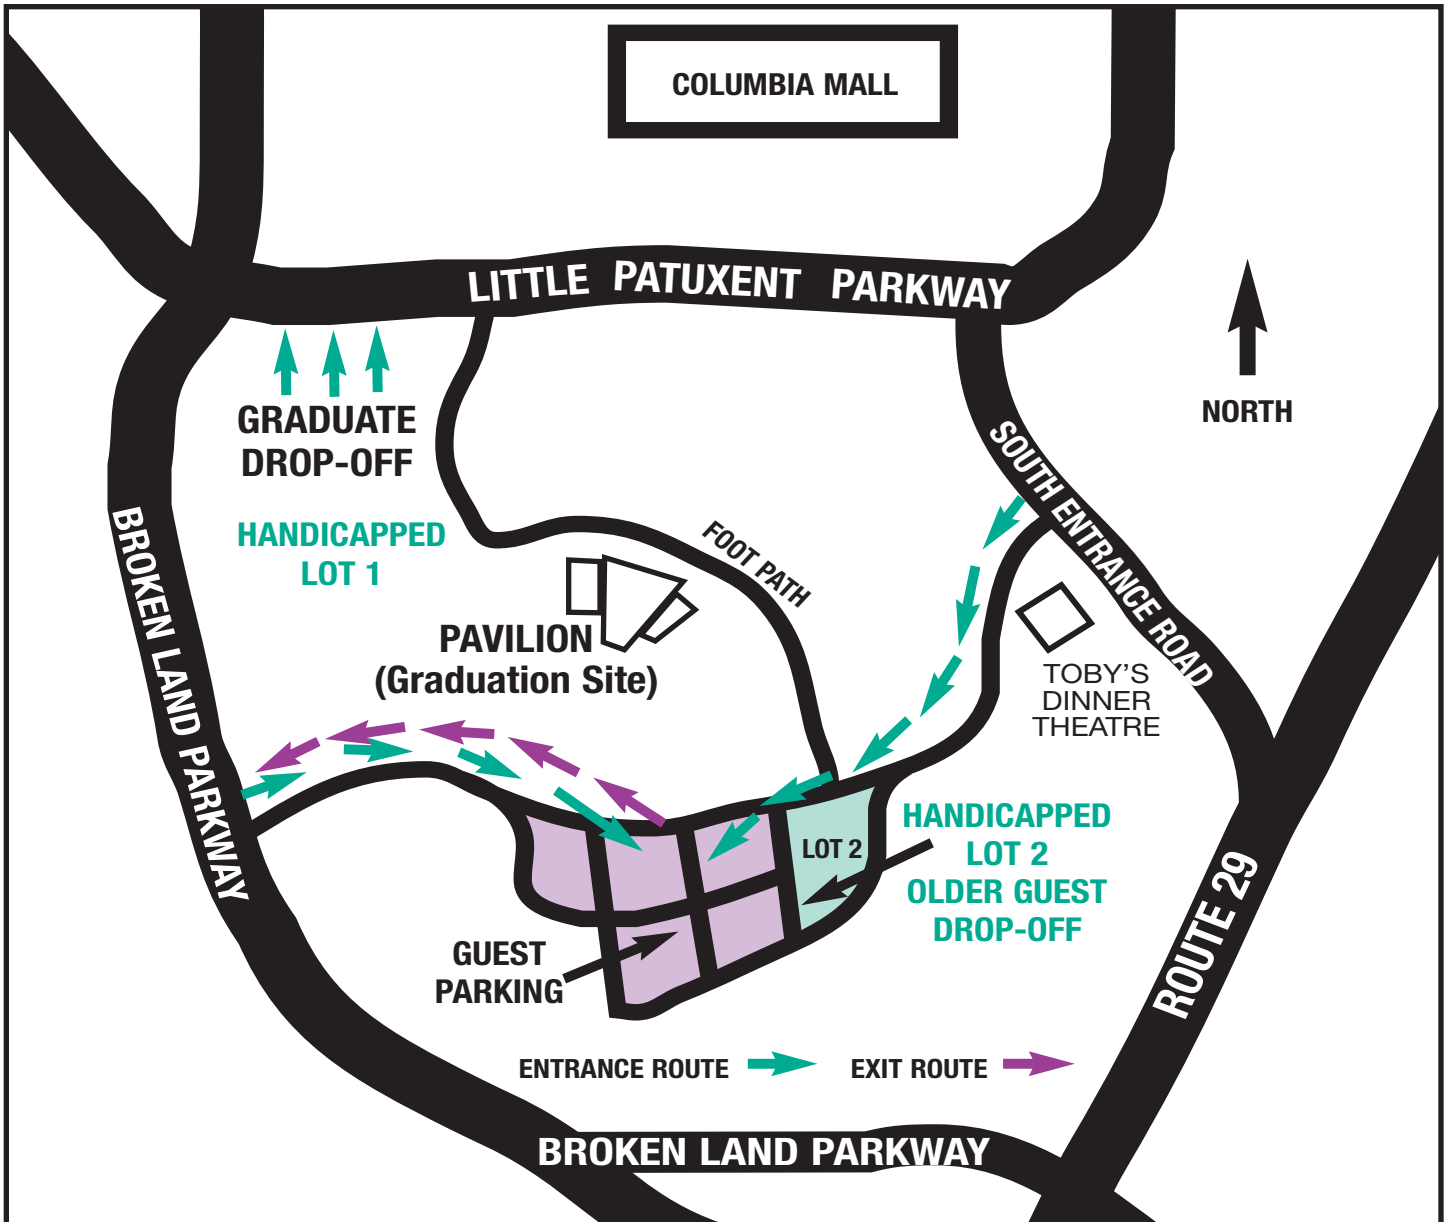 COLUMBIA MALL
LITTLE PATUXENT PARKWAY
NORTH
GRADUATE
DROP-OFF
HANDICAPPED
LOT 1
SOUTH ENTRANCE ROAD
FOOT PATH
BROKEN LAND PARKWAY
PAVILION
(Graduation Site)
TOBY'S
DINNER
THEATRE
LOT 2
HANDICAPPED
LOT 2
OLDER GUEST
DROP-OFF
GUEST
PARKING
ROUTE 29
ENTRANCE ROUTE
EXIT ROUTE
BROKEN LAND PARKWAY